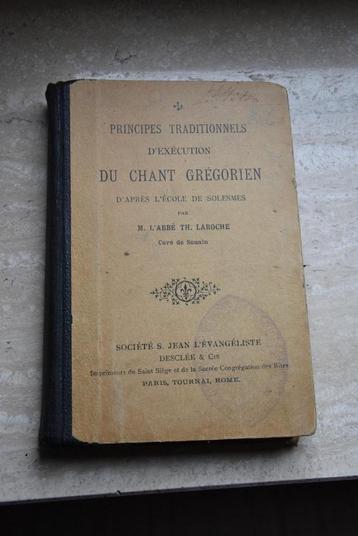 PRINCIPES TRADITIONNELS
D'EXÉCUTION
DU CHANT GRÉGORIEN
D'APRÈS L'ÉCOLE DE SOLESMES
PAR
M. L'ABBÉ TH. LAROCHE
Curé de Souain
SOCIÉTÉ S. JEAN L'ÉVANGÉLISTE
DESCLÉE & Cie
Imprimeurs du Saint Siège et de la Sacrée Congrégation des Rites
PARIS, TOURNAI, ROME.